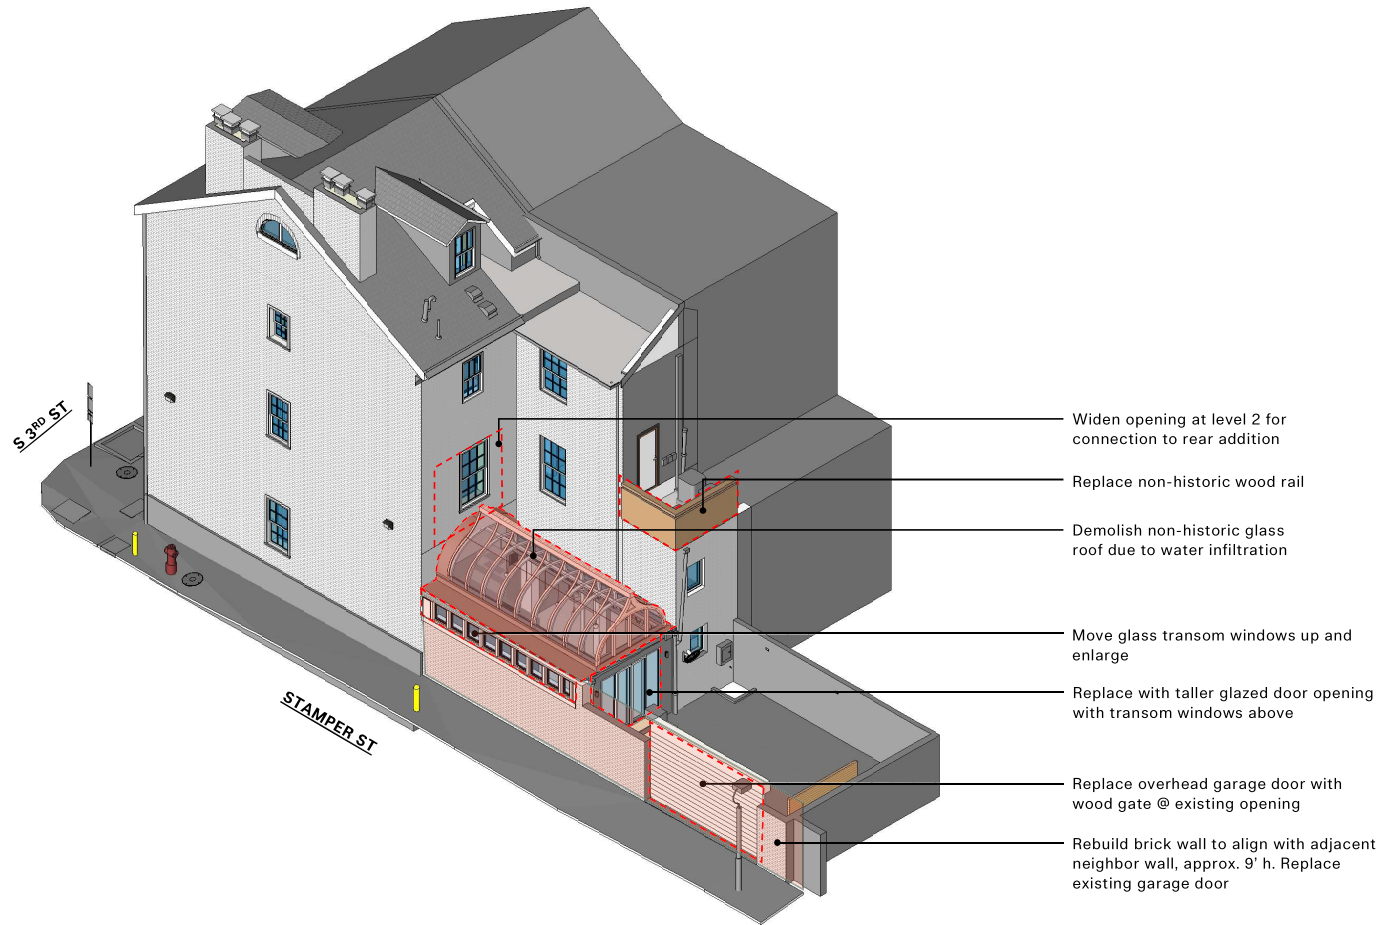 S 3RD ST
STAMPER ST
Widen opening at level 2 for
connection to rear addition
Replace non-historic wood rail
Demolish non-historic glass
roof due to water infiltration
Move glass transom windows up and
enlarge
Replace with taller glazed door opening
with transom windows above
Replace overhead garage door with
wood gate @ existing opening
Rebuild brick wall to align with adjacent
neighbor wall, approx. 9’ h. Replace
existing garage door